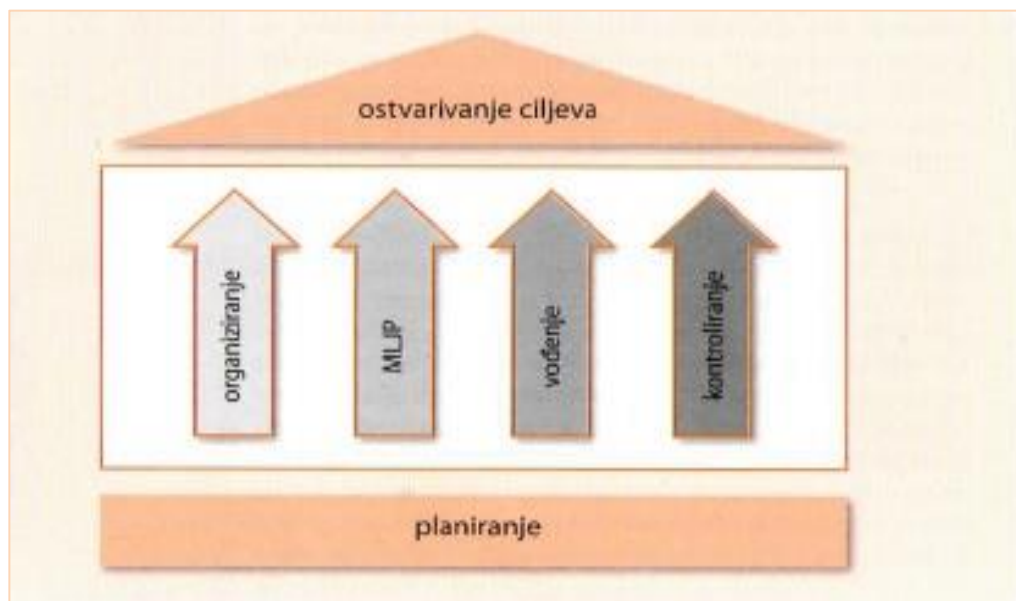 ostvarivanje ciljeva
organiziranje
MLJP
vođenje
kontroliranje
planiranje